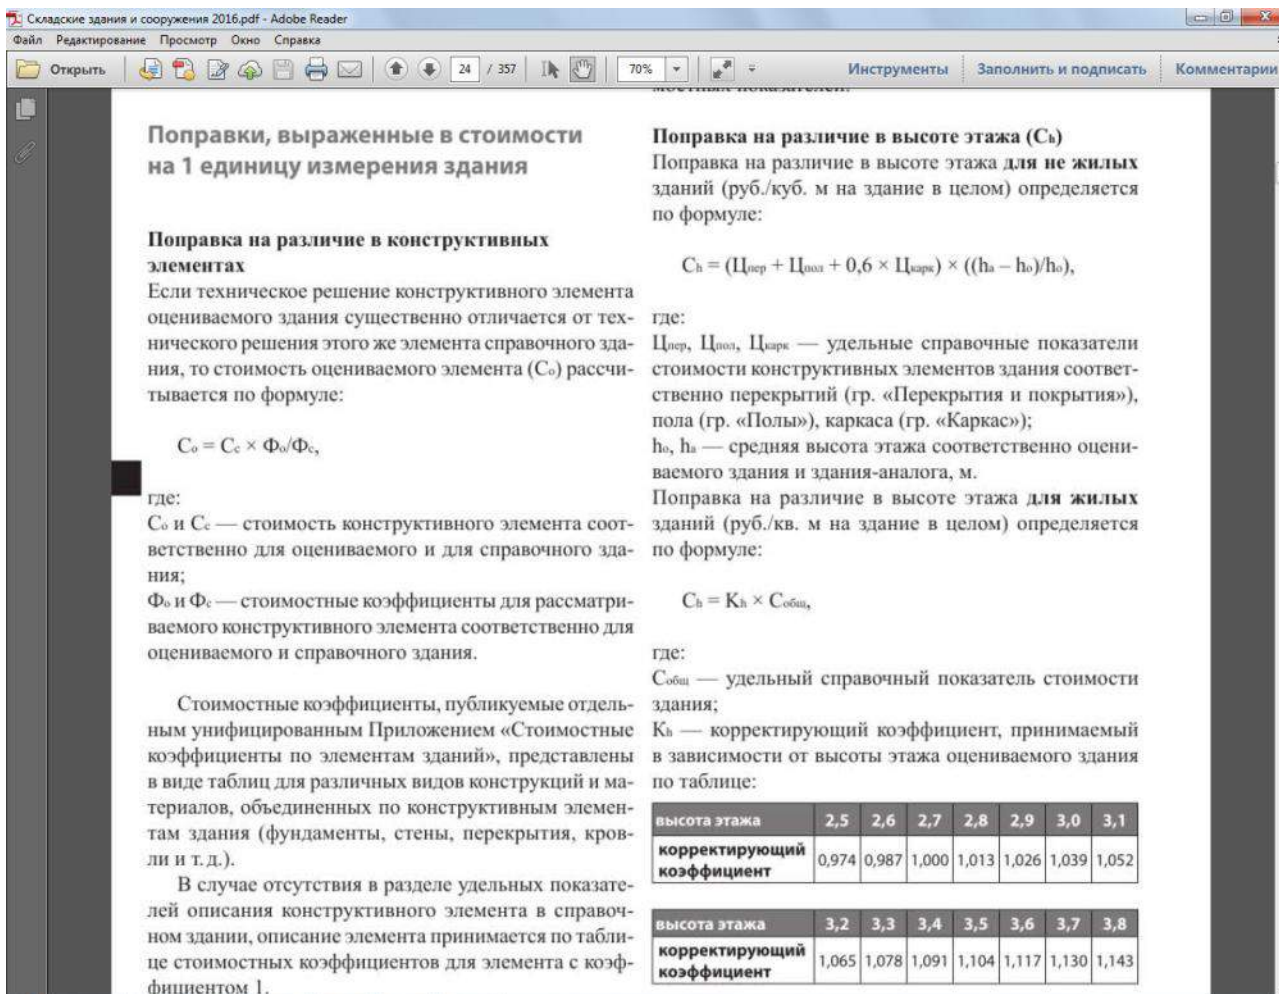 Складские здания и сооружения 2016.pdf - Adobe Reader
Файл Редактирование Просмотр Окно Справка
Открыть 24 / 357 70% Инструменты Заполнить и подписать Комментарии
Поправки, выраженные в стоимости
на 1 единицу измерения здания
Поправка на различие в конструктивных
элементах
Если техническое решение конструктивного элемента
оцениваемого здания существенно отличается от тех-
нического решения этого же элемента справочного зда-
ния, то стоимость оцениваемого элемента (Cо) рассчи-
тывается по формуле:
Cо = Cс × Фо/Фс,
где:
Cо и Cс — стоимость конструктивного элемента соот-
ветственно для оцениваемого и для справочного зда-
ния;
Фо и Фс — стоимостные коэффициенты для рассматри-
ваемого конструктивного элемента соответственно для
оцениваемого и справочного здания.
Стоимостные коэффициенты, публикуемые отдель-
ным унифицированным Приложением «Стоимостные
коэффициенты по элементам зданий», представлены
в виде таблиц для различных видов конструкций и ма-
териалов, объединенных по конструктивным элемен-
там здания (фундаменты, стены, перекрытия, кров-
ли и т. д.).
В случае отсутствия в разделе удельных показате-
лей описания конструктивного элемента в справоч-
ном здании, описание элемента принимается по табли-
це стоимостных коэффициентов для элемента с коэф-
фициентом 1.
мостных показателей.
Поправка на различие в высоте этажа (Ch)
Поправка на различие в высоте этажа для не жилых
зданий (руб./куб. м на здание в целом) определяется
по формуле:
Ch = (Цпер + Цпол + 0,6 × Цкарк) × ((hа – hо)/hо),
где:
Цпер, Цпол, Цкарк — удельные справочные показатели
стоимости конструктивных элементов здания соответ-
ственно перекрытий (гр. «Перекрытия и покрытия»),
пола (гр. «Полы»), каркаса (гр. «Каркас»);
hо, hа — средняя высота этажа соответственно оцени-
ваемого здания и здания-аналога, м.
Поправка на различие в высоте этажа для жилых
зданий (руб./кв. м на здание в целом) определяется
по формуле:
Ch = Kh × Cобщ,
где:
Cобщ — удельный справочный показатель стоимости
здания;
Kh — корректирующий коэффициент, принимаемый
в зависимости от высоты этажа оцениваемого здания
по таблице:
высота этажа 2,5 2,6 2,7 2,8 2,9 3,0 3,1
корректирующий
коэффициент 0,974 0,987 1,000 1,013 1,026 1,039 1,052
высота этажа 3,2 3,3 3,4 3,5 3,6 3,7 3,8
корректирующий
коэффициент 1,065 1,078 1,091 1,104 1,117 1,130 1,143